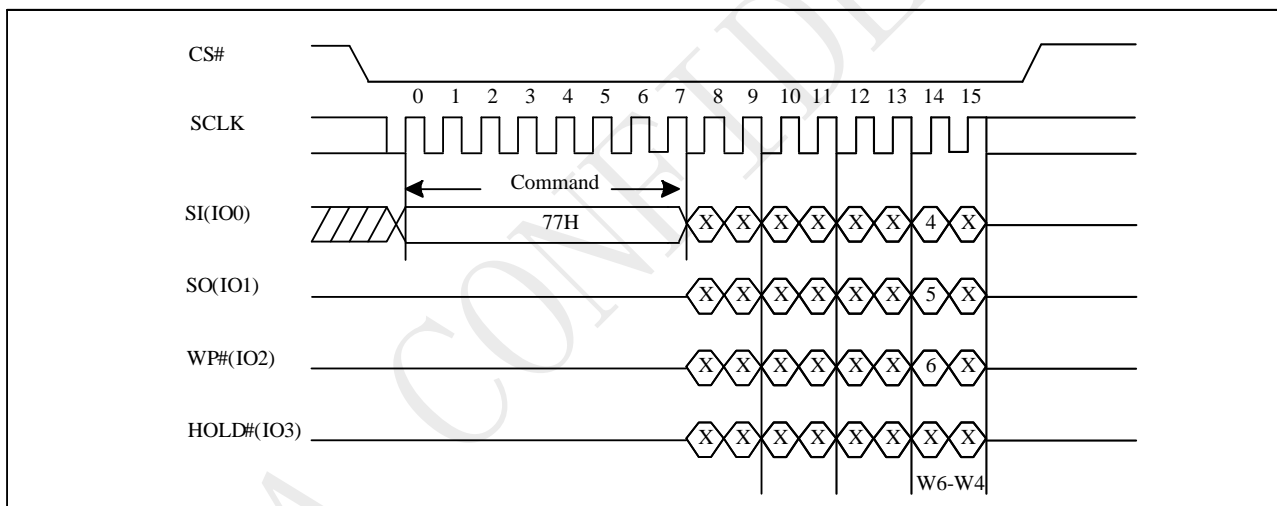 CS#
0 1 2 3 4 5 6 7 8 9 10 11 12 13 14 15
SCLK
Command
SI(IO0) 77H X X X X X X 4 X
SO(IO1) X X X X X X 5 X
WP#(IO2) X X X X X X 6 X
HOLD#(IO3) X X X X X X X X
W6-W4
A CONFIDE